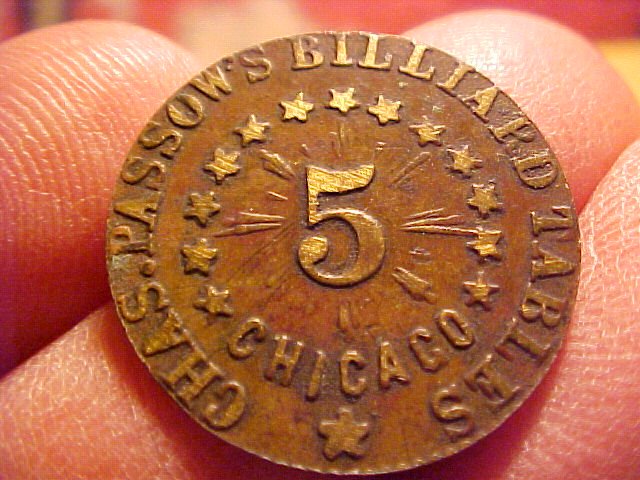 CHAS. PASSOW'S BILLIARD TABLES
5
CHICAGO